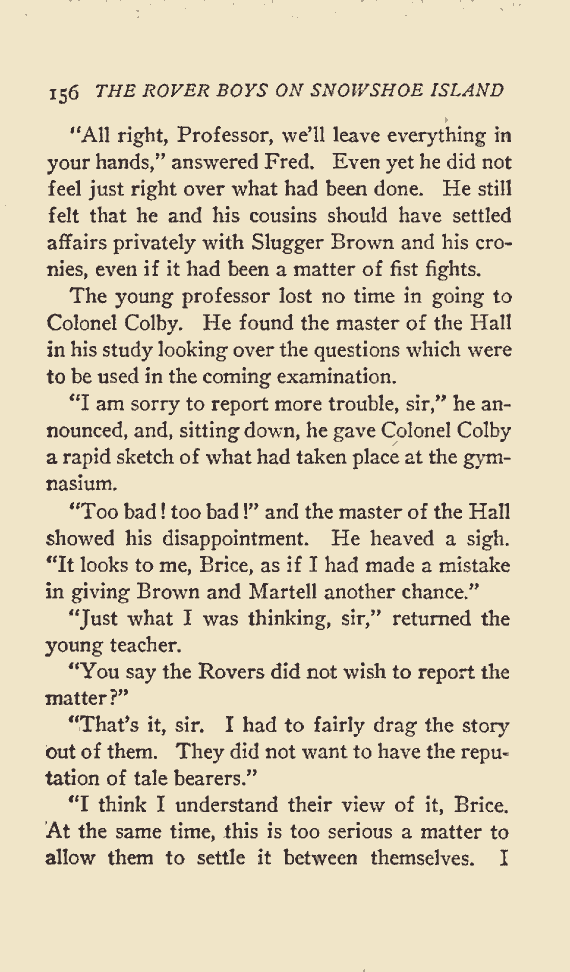 156 THE ROVER BOYS ON SNOWSHOE ISLAND
"All right, Professor, we'll leave everything in
your hands," answered Fred. Even yet he did not
feel just right over what had been done. He still
felt that he and his cousins should have settled
affairs privately with Slugger Brown and his cro-
nies, even if it had been a matter of fist fights.
The young professor lost no time in going to
Colonel Colby. He found the master of the Hall
in his study looking over the questions which were
to be used in the coming examination.
"I am sorry to report more trouble, sir," he an-
nounced, and, sitting down, he gave Colonel Colby
a rapid sketch of what had taken place at the gym-
nasium.
"Too bad! too bad!" and the master of the Hall
showed his disappointment. He heaved a sigh.
"It looks to me, Brice, as if I had made a mistake
in giving Brown and Martell another chance."
"Just what I was thinking, sir," returned the
young teacher.
"You say the Rovers did not wish to report the
matter?"
"That's it, sir. I had to fairly drag the story
out of them. They did not want to have the repu-
tation of tale bearers."
"I think I understand their view of it, Brice.
At the same time, this is too serious a matter to
allow them to settle it between themselves. I